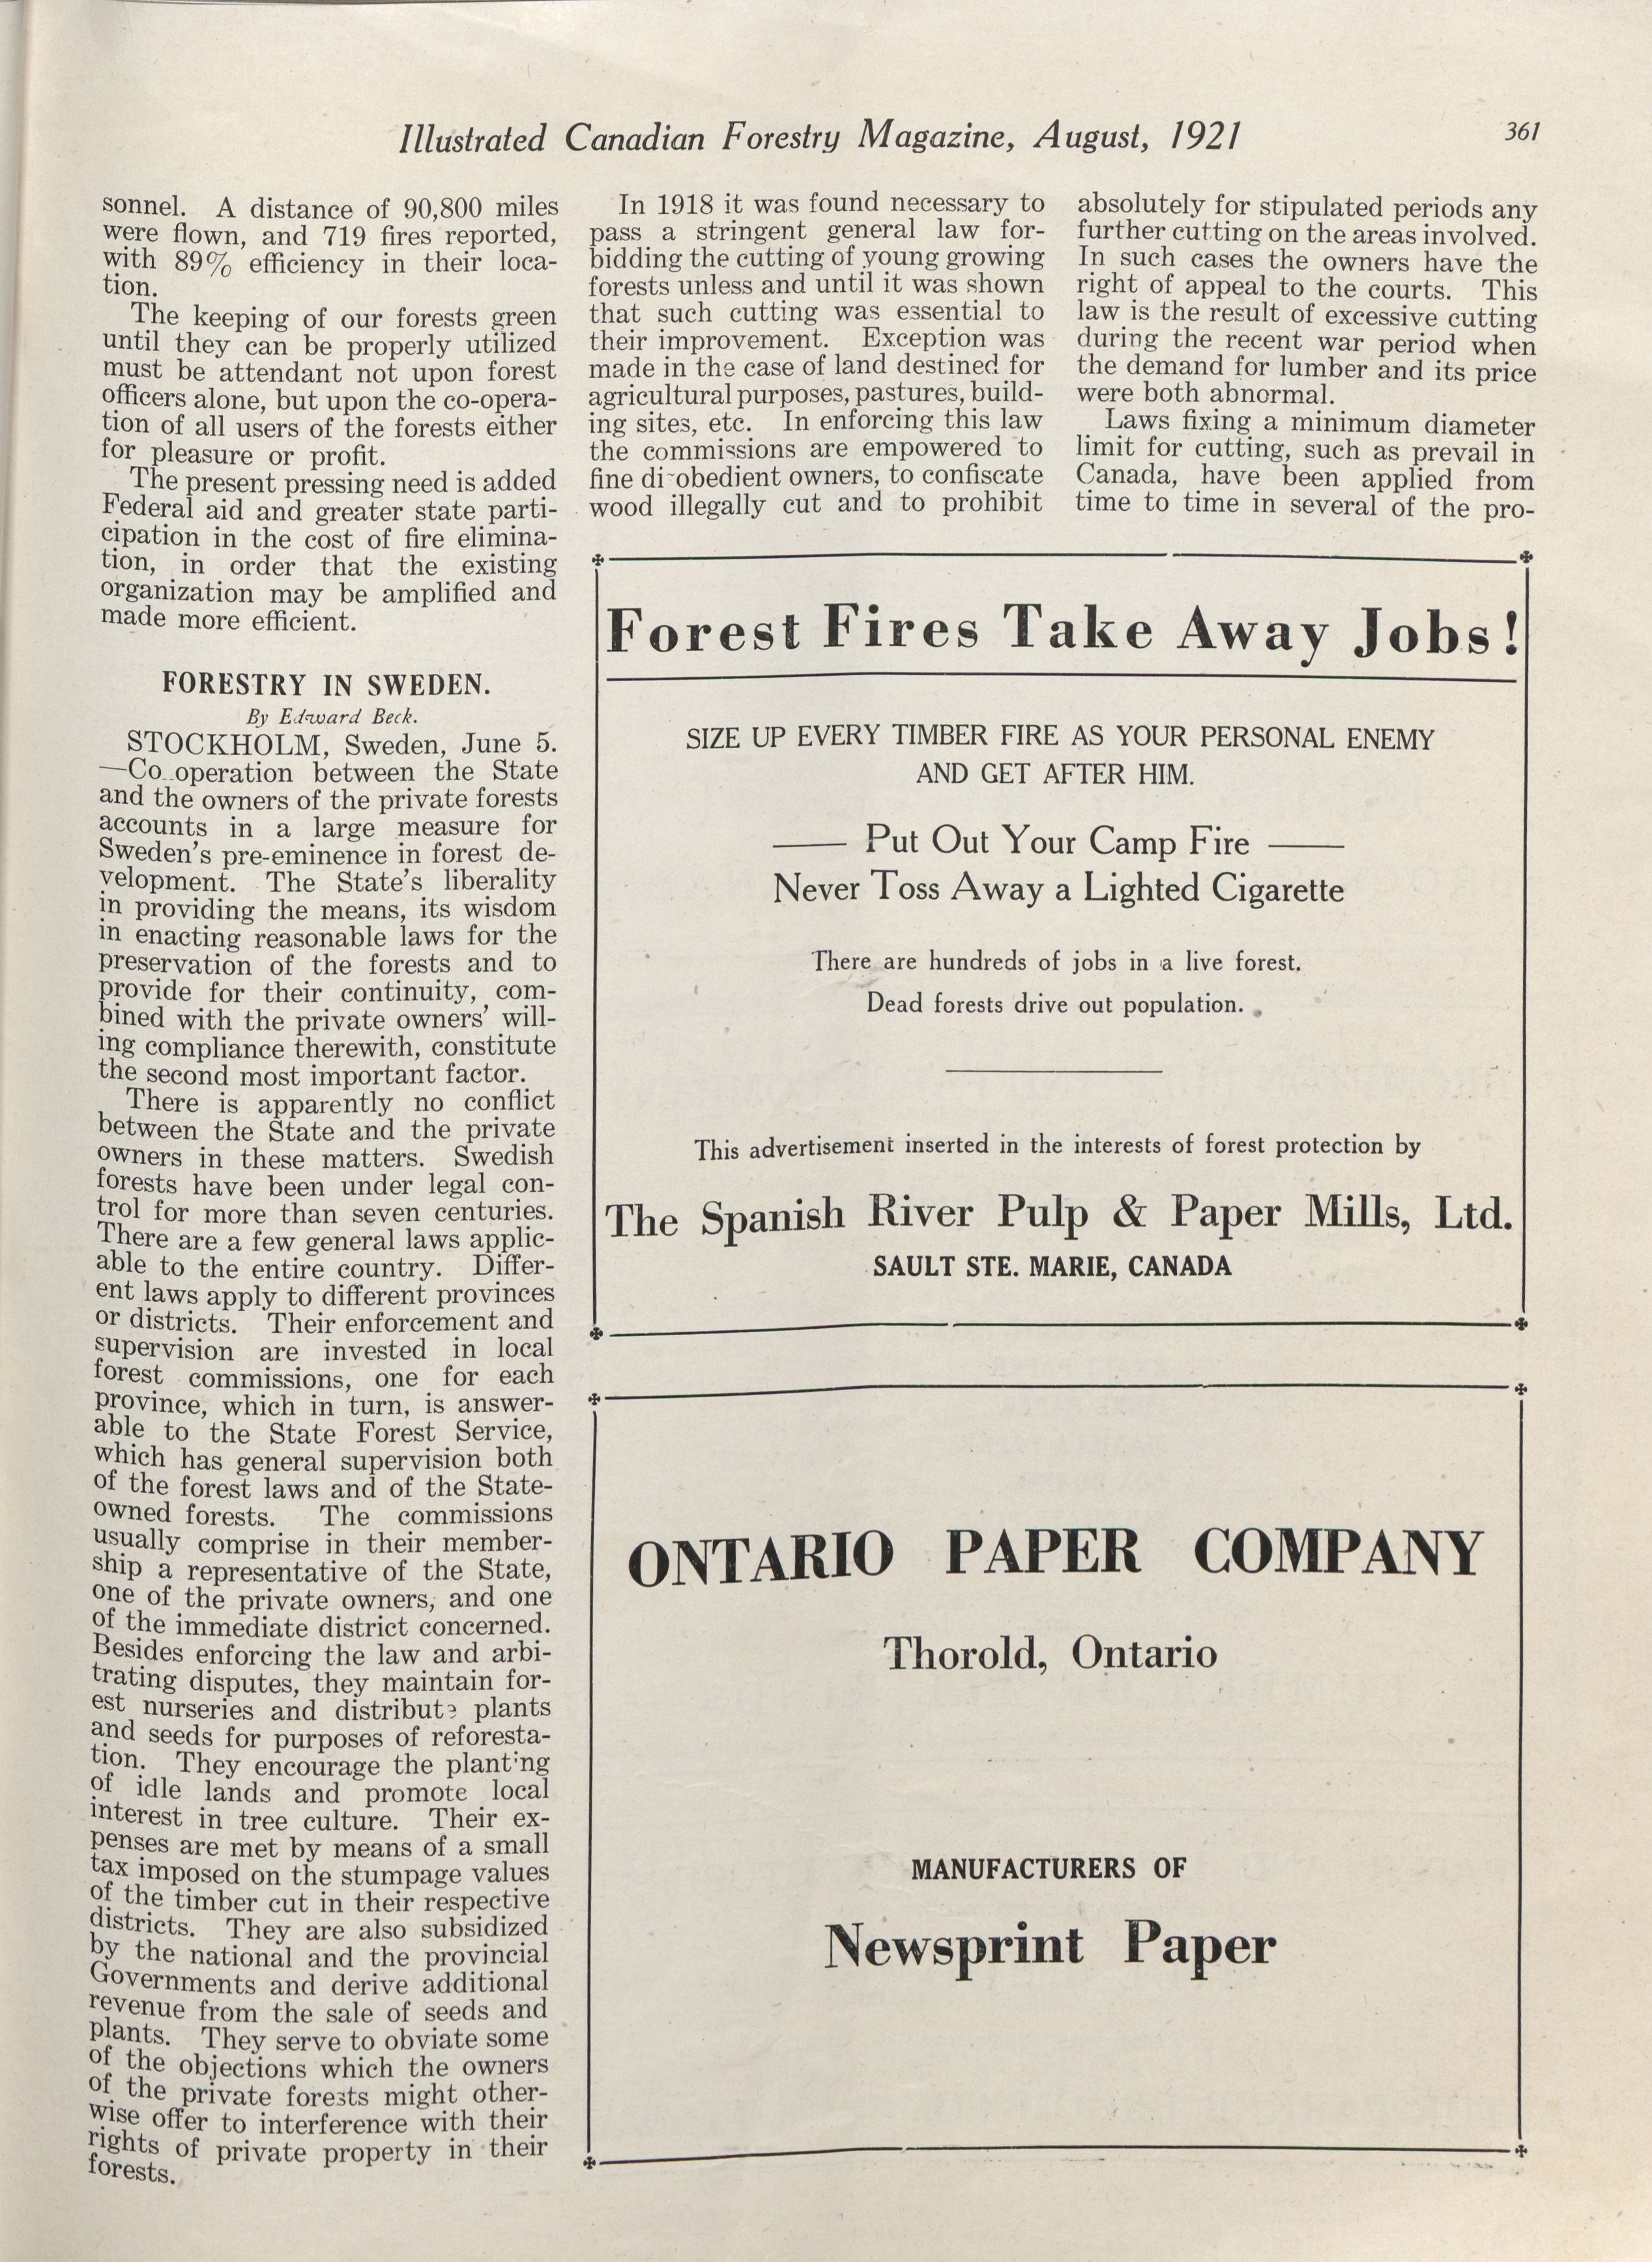 Illustrated Canadian Forestry Magazine, August, 1921
361
sonnel. A distance of 90,800 miles
were flown, and 719 fires reported,
with 89% efficiency in their loca-
tion.
The keeping of our forests green
until they can be properly utilized
must be attendant not upon forest
officers alone, but upon the co-opera-
tion of all users of the forests either
for pleasure or profit.
The present pressing need is added
Federal aid and greater state parti-
cipation in the cost of fire elimina-
tion, in order that the existing
organization may be amplified and
made more efficient.
FORESTRY IN SWEDEN.
By Edward Beck.
STOCKHOLM, Sweden, June 5.
—Co-operation between the State
and the owners of the private forests
accounts in a large measure for
Sweden's pre-eminence in forest de-
velopment. The State's liberality
in providing the means, its wisdom
in enacting reasonable laws for the
preservation of the forests and to
provide for their continuity, com-
bined with the private owners' will-
ing compliance therewith, constitute
the second most important factor.
There is apparently no conflict
between the State and the private
owners in these matters. Swedish
forests have been under legal con-
trol for more than seven centuries.
There are a few general laws applic-
able to the entire country. Differ-
ent laws apply to different provinces
or districts. Their enforcement and
supervision are invested in local
forest commissions, one for each
province, which in turn, is answer-
able to the State Forest Service,
which has general supervision both
of the forest laws and of the State-
owned forests. The commissions
usually comprise in their member-
ship a representative of the State,
one of the private owners, and one
of the immediate district concerned.
Besides enforcing the law and arbi-
trating disputes, they maintain for-
est nurseries and distribute plants
and seeds for purposes of reforesta-
tion. They encourage the planting
of idle lands and promote local
interest in tree culture. Their ex-
penses are met by means of a small
tax imposed on the stumpage values
of the timber cut in their respective
districts. They are also subsidized
by the national and the provincial
Governments and derive additional
revenue from the sale of seeds and
plants. They serve to obviate some
of the objections which the owners
of the private forests might other-
wise offer to interference with their
rights of private property in their
forests.
In 1918 it was found necessary to
pass a stringent general law for-
bidding the cutting of young growing
forests unless and until it was shown
that such cutting was essential to
their improvement. Exception was
made in the case of land destined for
agricultural purposes, pastures, build-
ing sites, etc. In enforcing this law
the commissions are empowered to
fine disobedient owners, to confiscate
wood illegally cut and to prohibit
absolutely for stipulated periods any
further cutting on the areas involved.
In such cases the owners have the
right of appeal to the courts. This
law is the result of excessive cutting
during the recent war period when
the demand for lumber and its price
were both abnormal.
Laws fixing a minimum diameter
limit for cutting, such as prevail in
Canada, have been applied from
time to time in several of the pro-
Forest Fires Take Away Jobs!
SIZE UP EVERY TIMBER FIRE AS YOUR PERSONAL ENEMY
AND GET AFTER HIM.
Put Out Your Camp Fire
Never Toss Away a Lighted Cigarette
There are hundreds of jobs in a live forest.
Dead forests drive out population.
This advertisement inserted in the interests of forest protection by
The Spanish River Pulp & Paper Mills, Ltd.
SAULT STE. MARIE, CANADA
ONTARIO PAPER COMPANY
Thorold, Ontario
MANUFACTURERS OF
Newsprint Paper